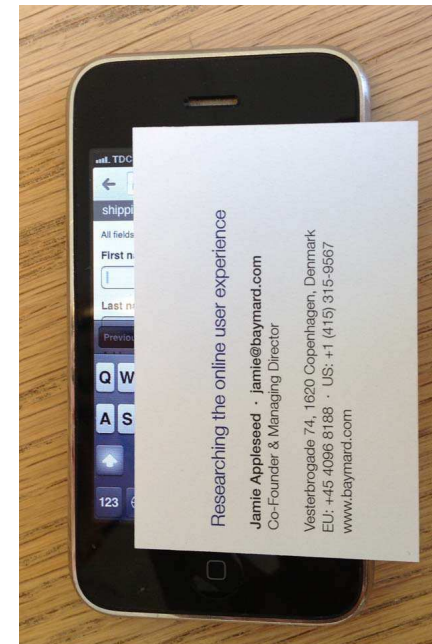 TDC
shippi
All fields
First n
Last n
Previou
Q W
A S
123
Researching the online user experience
Jamie Appleseed · jamie@baymard.com
Co-Founder & Managing Director
Vesterbrogade 74, 1620 Copenhagen, Denmark
EU: +45 4096 8188 · US: +1 (415) 315-9567
www.baymard.com